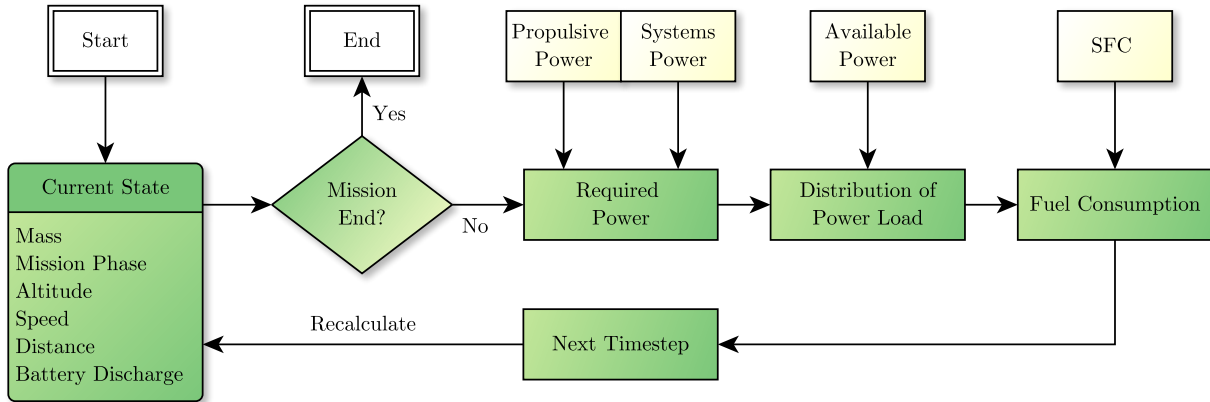 Start
End
Propulsive
Power
Systems
Power
Available
Power
SFC
Yes
Current State
Mass
Mission Phase
Altitude
Speed
Distance
Battery Discharge
Mission
End?
No
Required
Power
Distribution of
Power Load
Fuel Consumption
Recalculate
Next Timestep